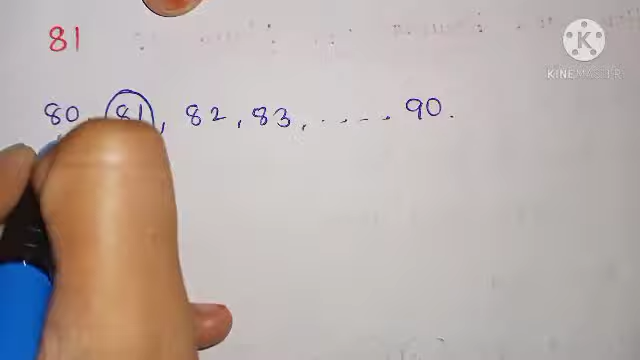 81
KINEMASTER
80, 81, 82, 83, ..... 90.